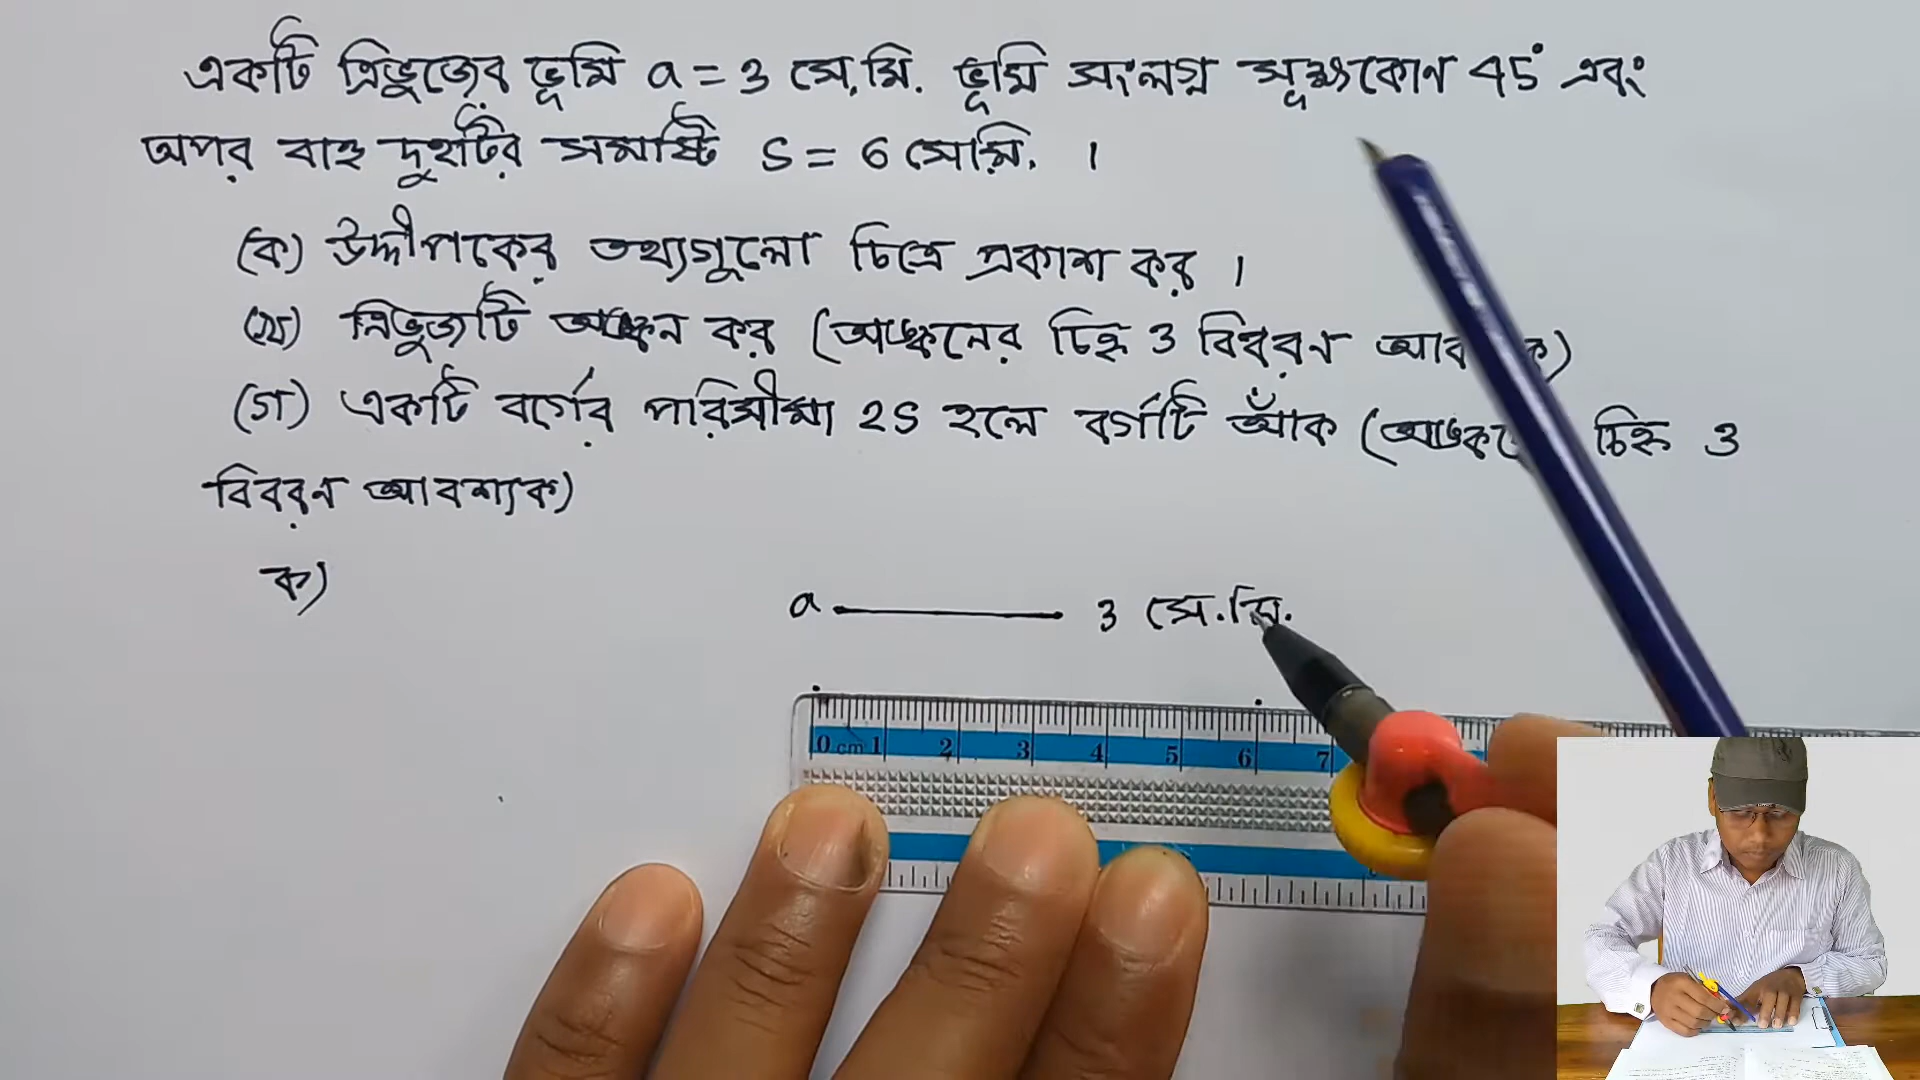 একটি ত্রিভুজের ভূমি a = 3 সে.মি. ভূমি সংলগ্ন সূক্ষ্মকোন 45° এবং
অপর বাহু দুইটির সমষ্টি S = 6 সেমি. ।
(ক) উদ্দীপকের তথ্যগুলো চিত্রে প্রকাশ কর ।
(খ) ত্রিভুজটি অঙ্কন কর (অঙ্কনের চিহ্ন ও বিবরণ
(গ) একটি বর্গের পরিসীমা 2S হলে বর্গটি আঁক ( চিহ্ন ও
বিবরণ আবশ্যক)
ক)
a 3 সে.মি.
0 cm 1 2 3 4 5 6 7